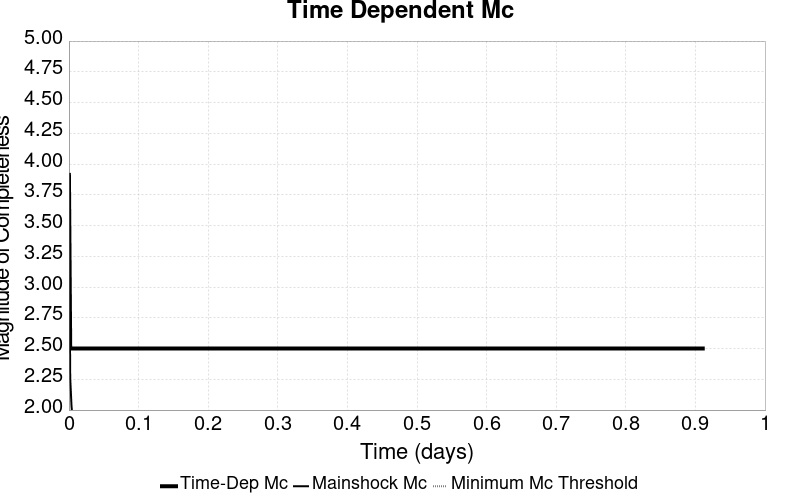 Time Dependent Mc
5.00
4.75
4.50
4.25
4.00
3.75
3.50
3.25
3.00
2.75
2.50
2.25
2.00
Magnitude of Completeness
0 0.1 0.2 0.3 0.4 0.5 0.6 0.7 0.8 0.9 1
Time (days)
Time-Dep Mc Mainshock Mc Minimum Mc Threshold